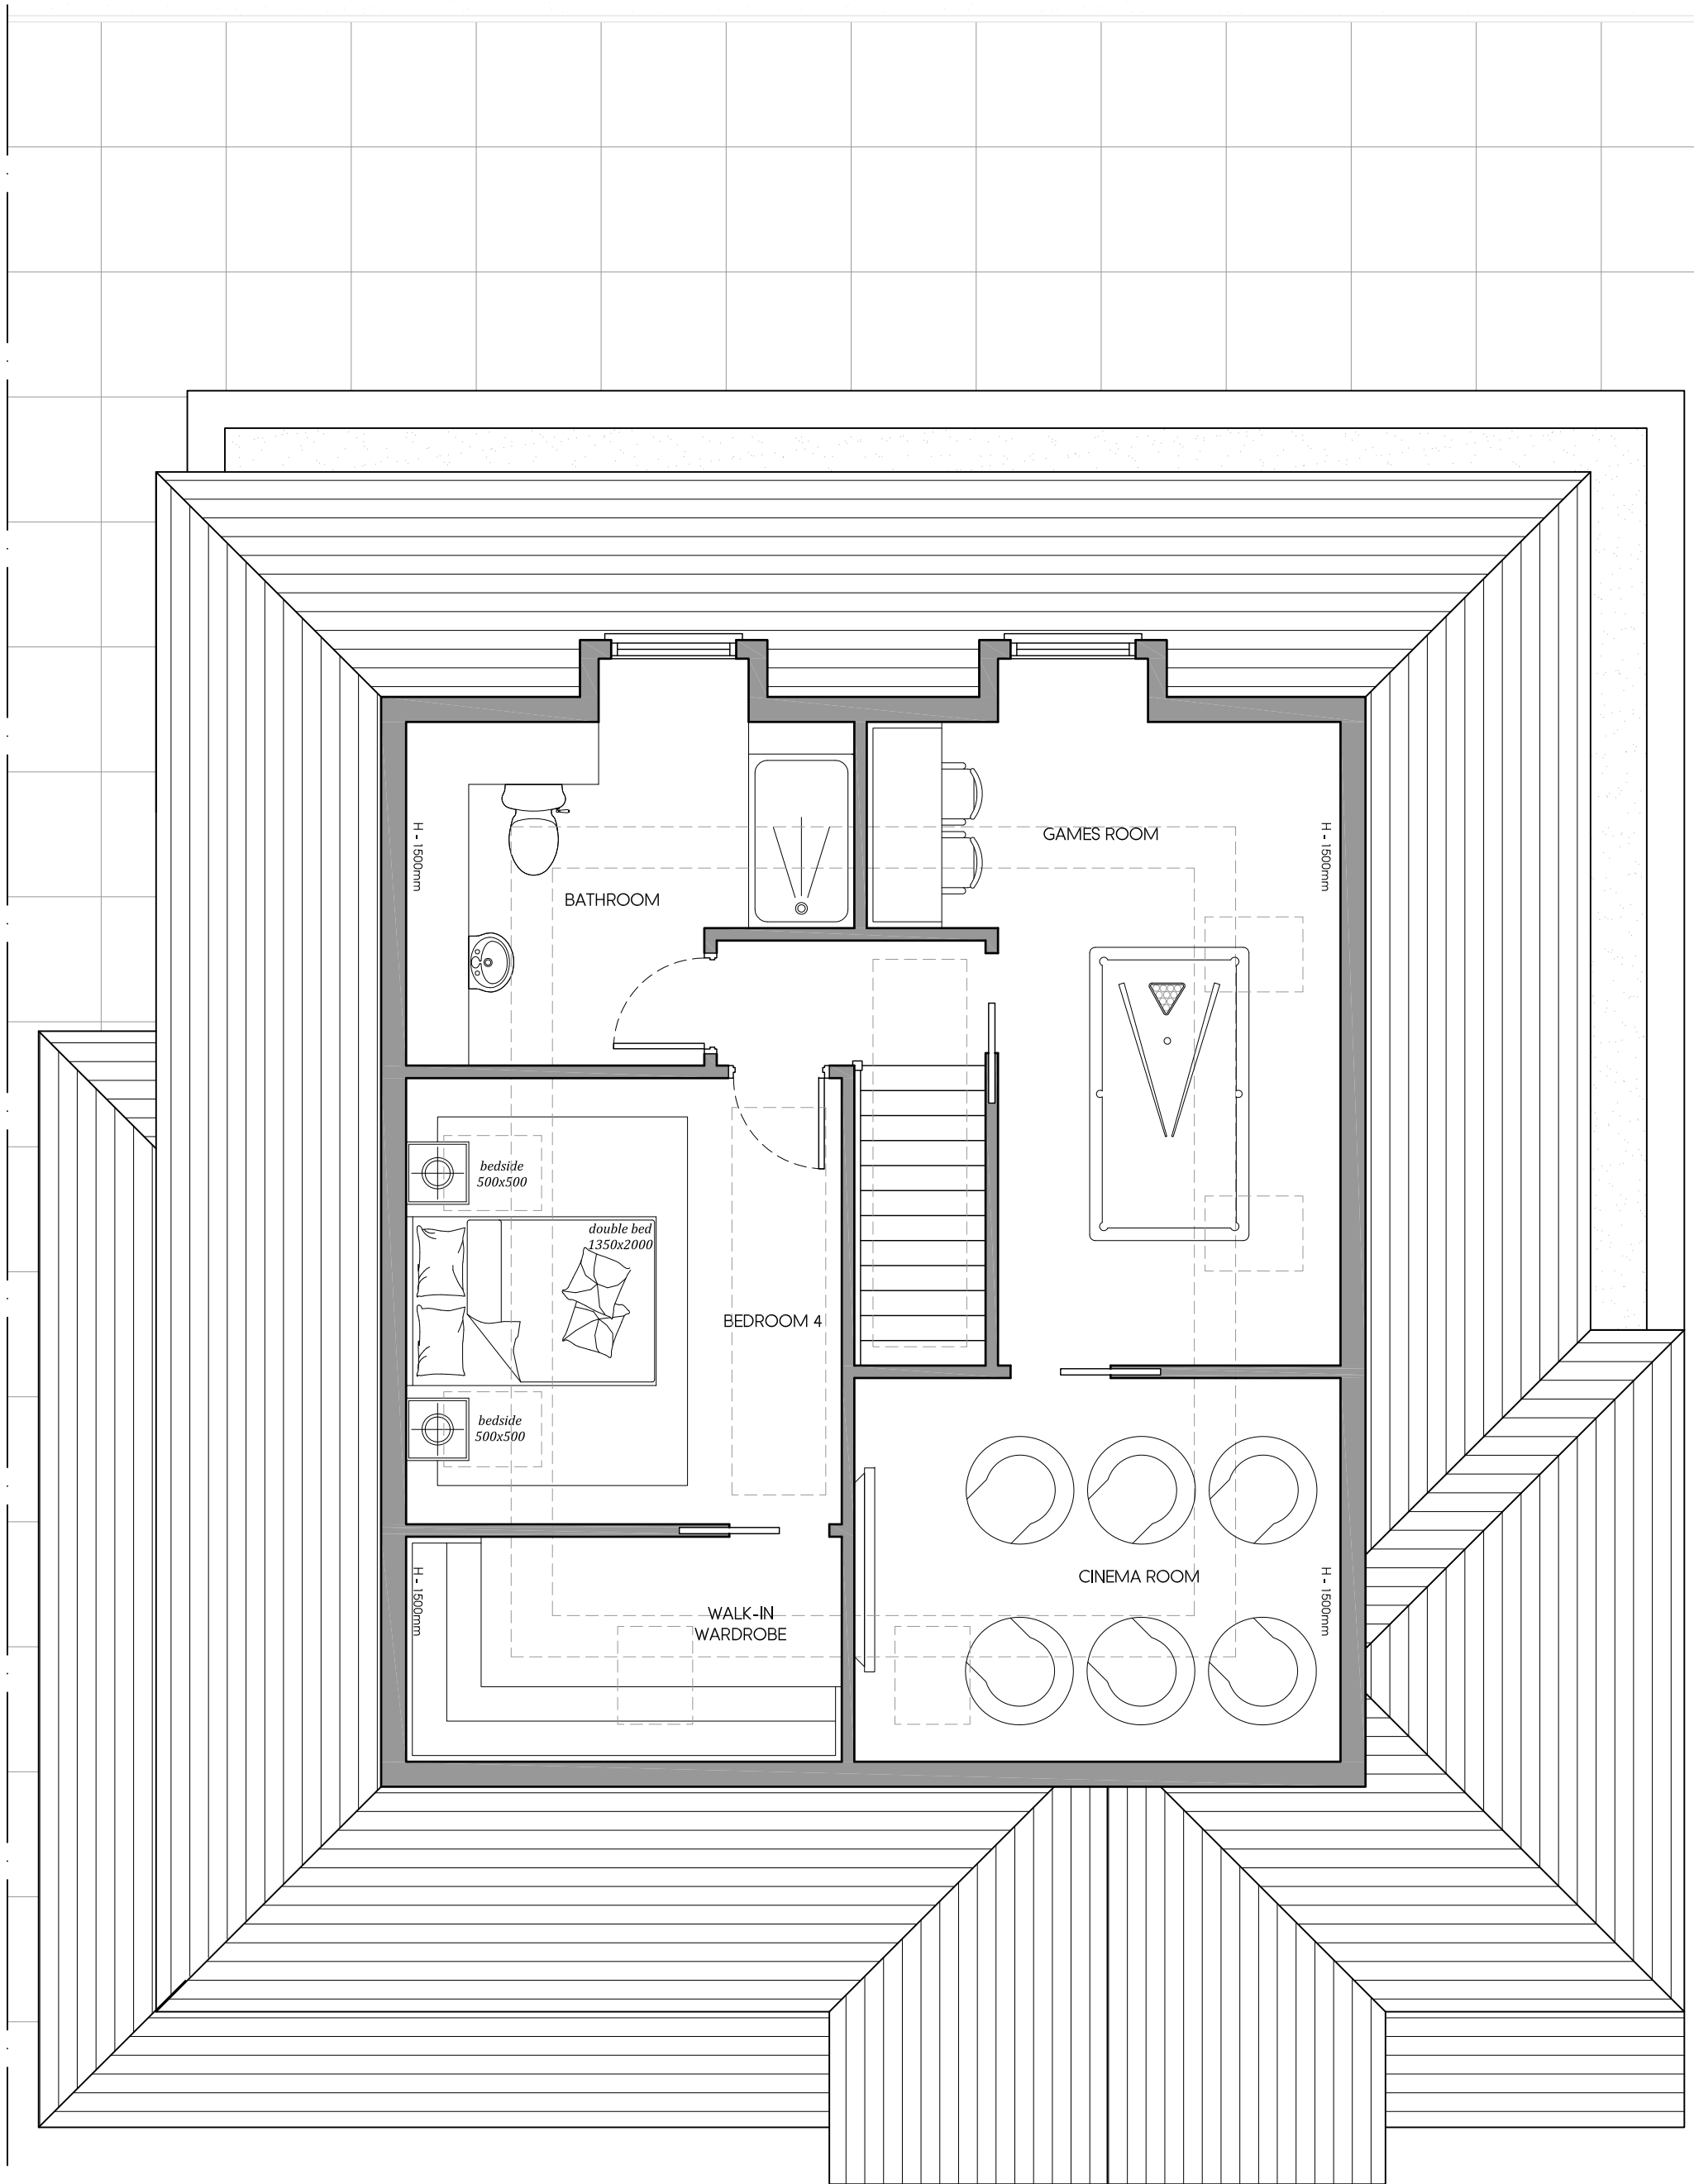 GAMES ROOM
H - 1500mm
H - 1500mm
BATHROOM
bedside
500x500
double bed
1350x2000
BEDROOM 4
bedside
500x500
CINEMA ROOM
H - 1500mm
H - 1500mm
WALK-IN
WARDROBE